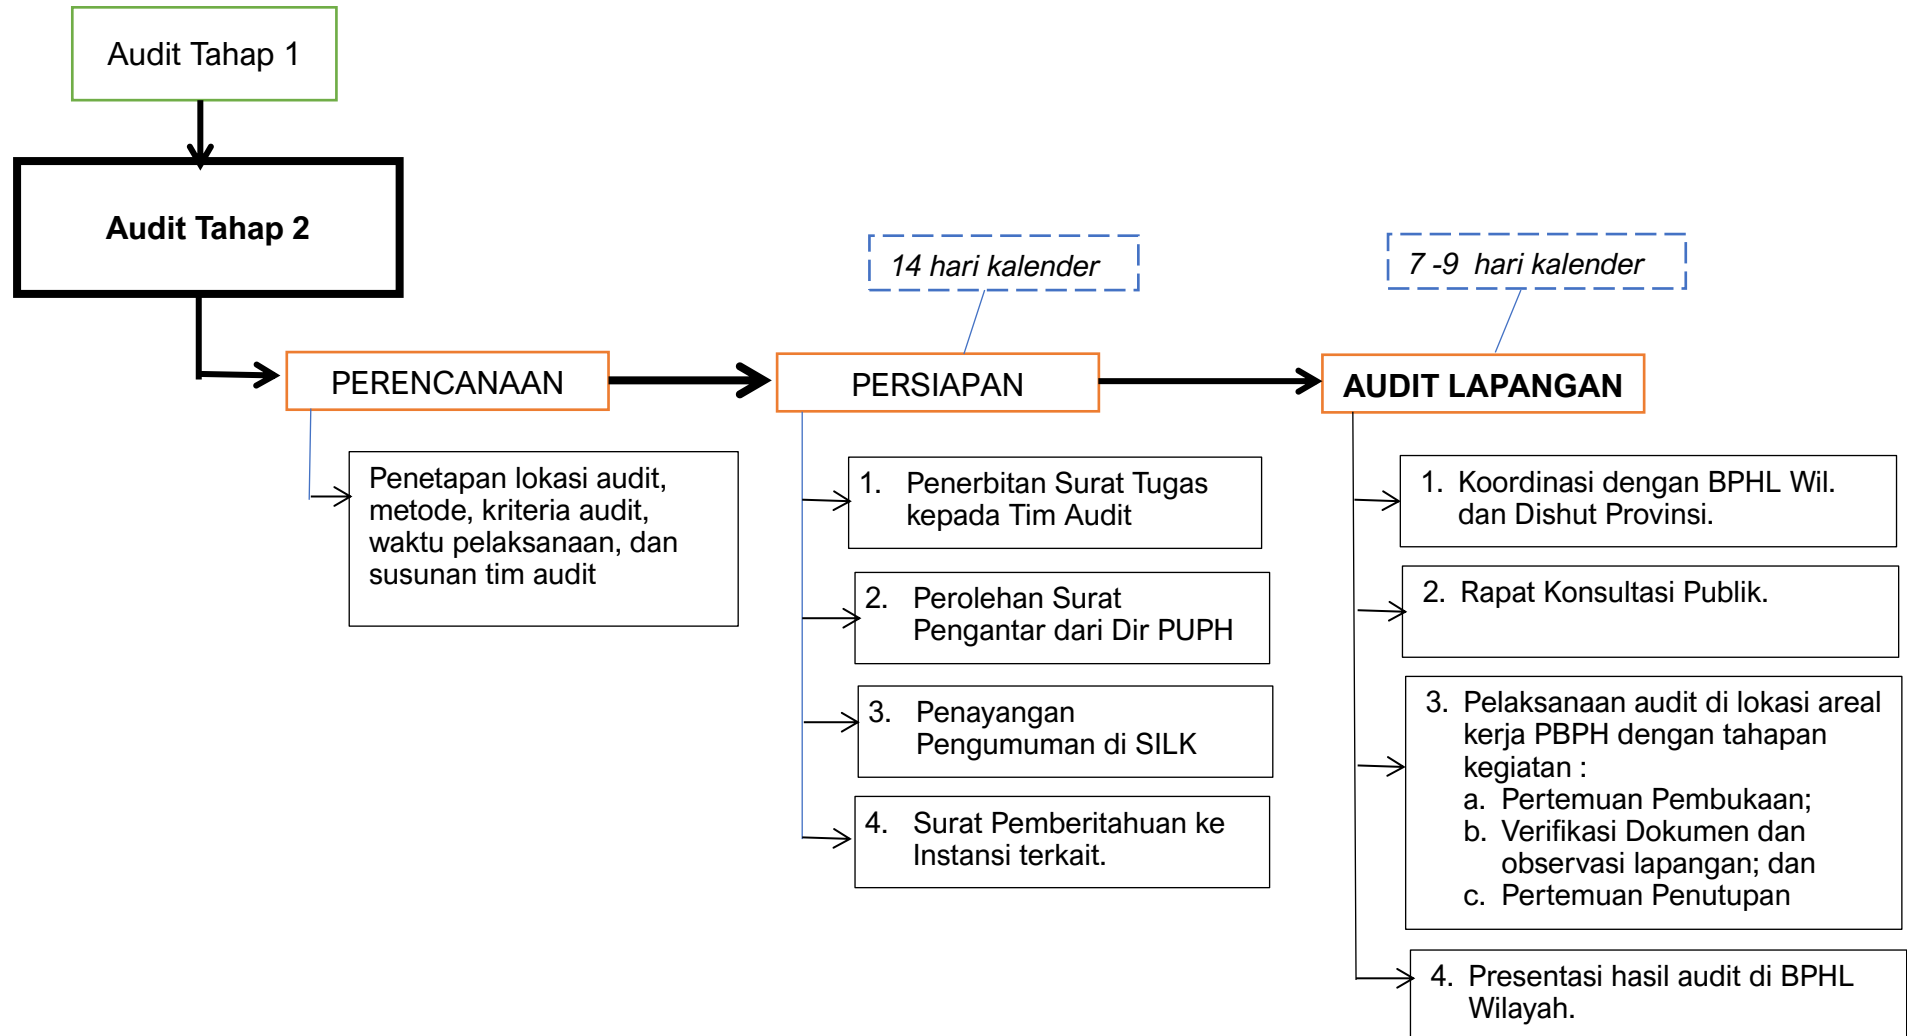 Audit Tahap 1
Audit Tahap 2
14 hari kalender
7 -9 hari kalender
PERENCANAAN
PERSIAPAN
AUDIT LAPANGAN
Penetapan lokasi audit,
metode, kriteria audit,
waktu pelaksanaan, dan
susunan tim audit
1. Penerbitan Surat Tugas
kepada Tim Audit
2. Perolehan Surat
Pengantar dari Dir PUPH
3. Penayangan
Pengumuman di SILK
4. Surat Pemberitahuan ke
Instansi terkait.
1. Koordinasi dengan BPHL Wil.
dan Dishut Provinsi.
2. Rapat Konsultasi Publik.
3. Pelaksanaan audit di lokasi areal
kerja PBPH dengan tahapan
kegiatan :
a. Pertemuan Pembukaan;
b. Verifikasi Dokumen dan
observasi lapangan; dan
c. Pertemuan Penutupan
4. Presentasi hasil audit di BPHL
Wilayah.